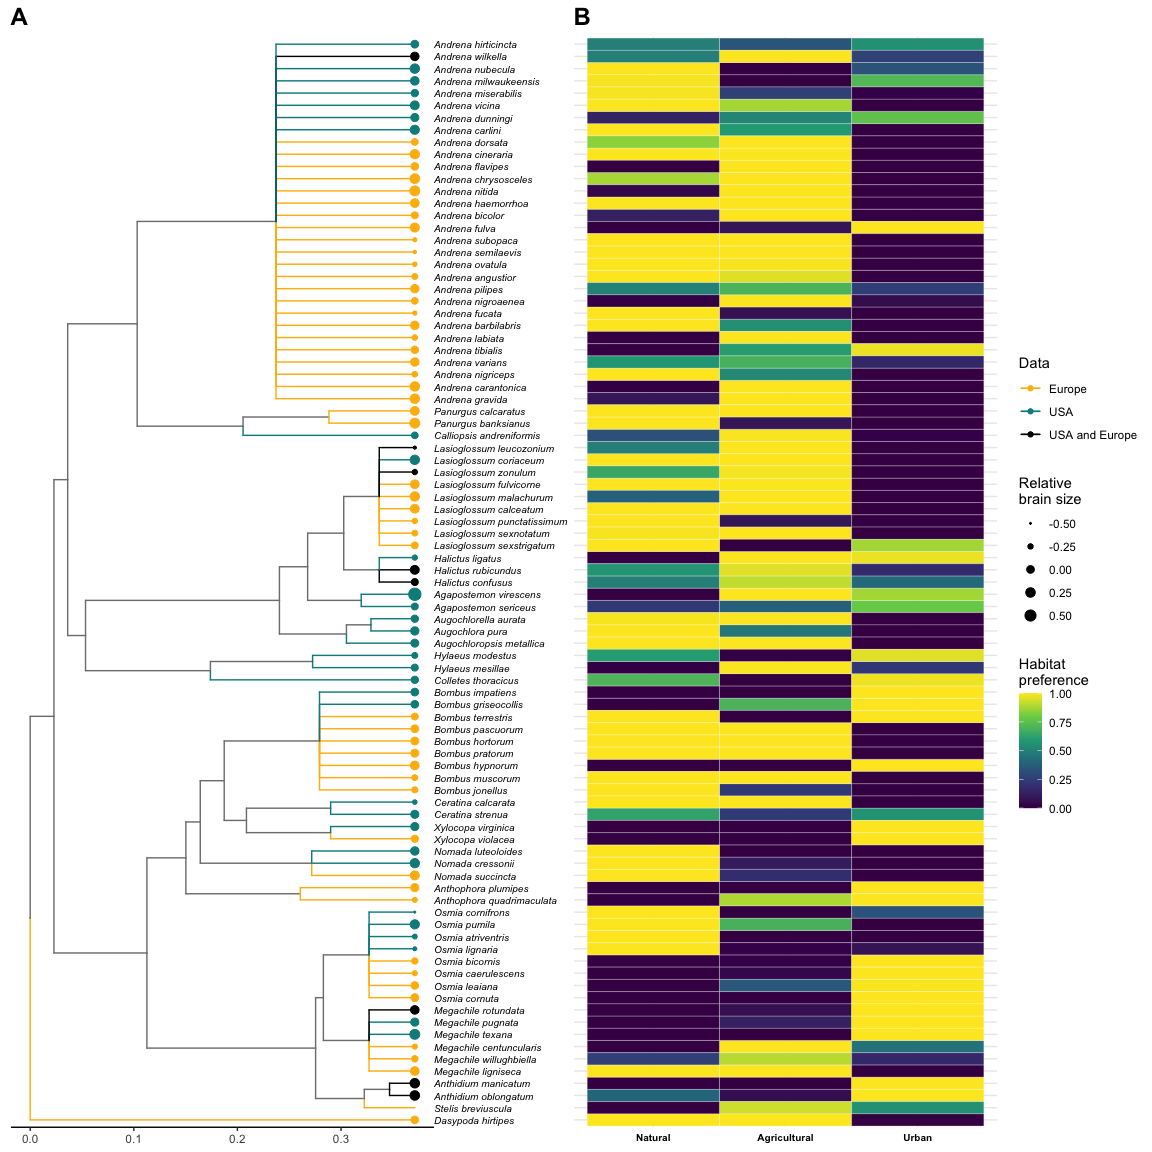 A
B
Andrena hirticincta
Andrena wilkella
Andrena nubecula
Andrena milwaukeensis
Andrena miserabilis
Andrena vicina
Andrena dunningi
Andrena carlini
Andrena dorsata
Andrena cineraria
Andrena flavipes
Andrena chrysosceles
Andrena nitida
Andrena haemorrhoa
Andrena bicolor
Andrena fulva
Andrena subopaca
Andrena semilaevis
Andrena ovatula
Andrena angustior
Andrena pilipes
Andrena nigroaenea
Andrena fucata
Andrena barbilabris
Andrena labiata
Andrena tibialis
Andrena varians
Andrena nigriceps
Andrena carantonica
Andrena gravida
Panurgus calcaratus
Panurgus banksianus
Calliopsis andreniformis
Lasioglossum leucozonium
Lasioglossum coriaceum
Lasioglossum zonulum
Lasioglossum fulvicorne
Lasioglossum malachurum
Lasioglossum calceatum
Lasioglossum punctatissimum
Lasioglossum sexnotatum
Lasioglossum sexstrigatum
Halictus ligatus
Halictus rubicundus
Halictus confusus
Agapostemon virescens
Agapostemon sericeus
Augochlorella aurata
Augochlora pura
Augochloropsis metallica
Hylaeus modestus
Hylaeus mesillae
Colletes thoracicus
Bombus impatiens
Bombus griseocollis
Bombus terrestris
Bombus pascuorum
Bombus hortorum
Bombus pratorum
Bombus hypnorum
Bombus muscorum
Bombus jonellus
Ceratina calcarata
Ceratina strenua
Xylocopa virginica
Xylocopa violacea
Nomada luteoloides
Nomada cressonii
Nomada succincta
Anthophora plumipes
Anthophora quadrimaculata
Osmia cornifrons
Osmia pumila
Osmia atriventris
Osmia lignaria
Osmia bicornis
Osmia caerulescens
Osmia leaiana
Osmia cornuta
Megachile rotundata
Megachile pugnata
Megachile texana
Megachile centuncularis
Megachile willughbiella
Megachile ligniseca
Anthidium manicatum
Anthidium oblongatum
Stelis breviuscula
Dasypoda hirtipes
0.0 0.1 0.2 0.3
Natural Agricultural Urban
Data
Europe
USA
USA and Europe
Relative
brain size
-0.50
-0.25
0.00
0.25
0.50
Habitat
preference
1.00
0.75
0.50
0.25
0.00